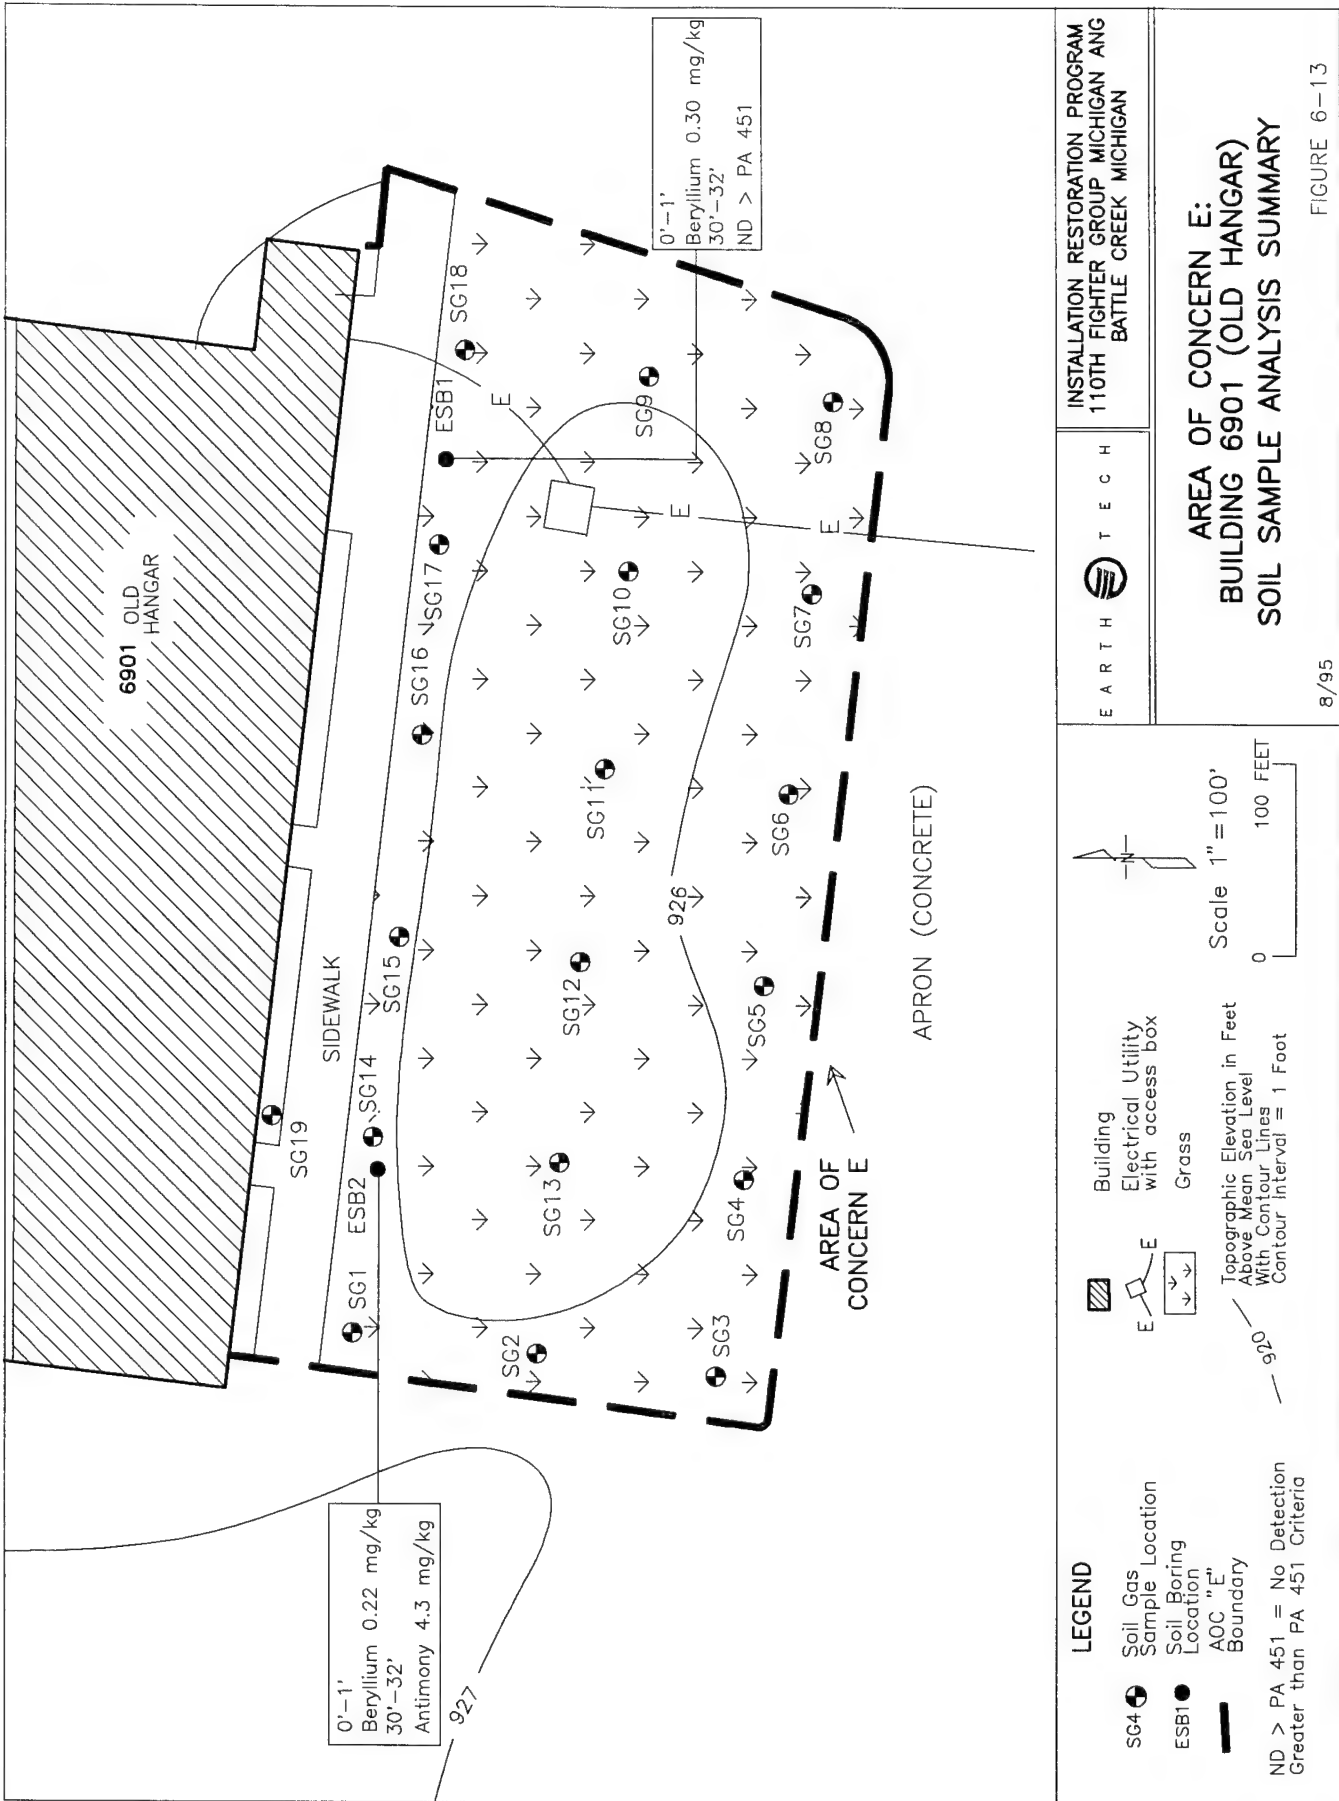 6901 OLD
HANGAR
SIDEWALK
SG19
SG1
ESB2
SG14
SG15
SG16
SG17
ESB1
SG18
E
SG2
SG13
SG12
SG11
SG10
SG9
E
E
SG3
SG4
SG5
SG6
SG7
SG8
926
927
0'-1'
Beryllium 0.22 mg/kg
30'-32'
Antimony 4.3 mg/kg
0'-1'
Beryllium 0.30 mg/kg
30'-32'
ND > PA 451
AREA OF
CONCERN E
APRON (CONCRETE)
LEGEND
SG4 Soil Gas
Sample Location
ESB1 Soil Boring
Location
AOC "E"
Boundary
ND > PA 451 = No Detection
Greater than PA 451 Criteria
Building
E E Electrical Utility
with access box
Grass
920 Topographic Elevation in Feet
Above Mean Sea Level
With Contour Lines
Contour Interval = 1 Foot
N
Scale 1"=100'
0 100 FEET
EARTH TECH
INSTALLATION RESTORATION PROGRAM
110TH FIGHTER GROUP MICHIGAN ANG
BATTLE CREEK MICHIGAN
AREA OF CONCERN E:
BUILDING 6901 (OLD HANGAR)
SOIL SAMPLE ANALYSIS SUMMARY
8/95
FIGURE 6-13